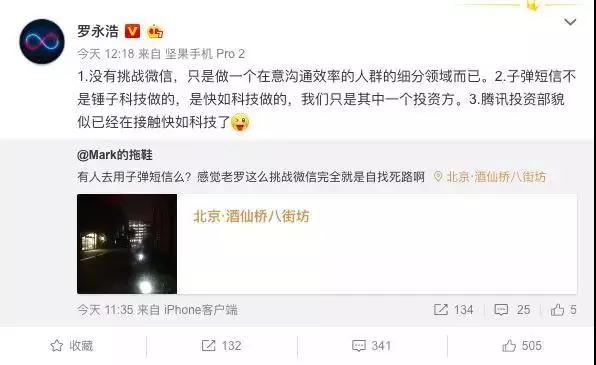 罗永浩
今天 12:18 来自 坚果手机 Pro 2
1.没有挑战微信，只是做一个在意沟通效率的人群的细分领域而已。2.子弹短信不
是锤子科技做的，是快如科技做的，我们只是其中一个投资方。3.腾讯投资部貌
似已经在接触快如科技了
@Mark的拖鞋
有人去用子弹短信么？感觉老罗这么挑战微信完全就是自找死路啊 北京·酒仙桥八街坊
北京·酒仙桥八街坊
今天 11:35 来自 iPhone客户端 134 25 5
收藏 132 341 505